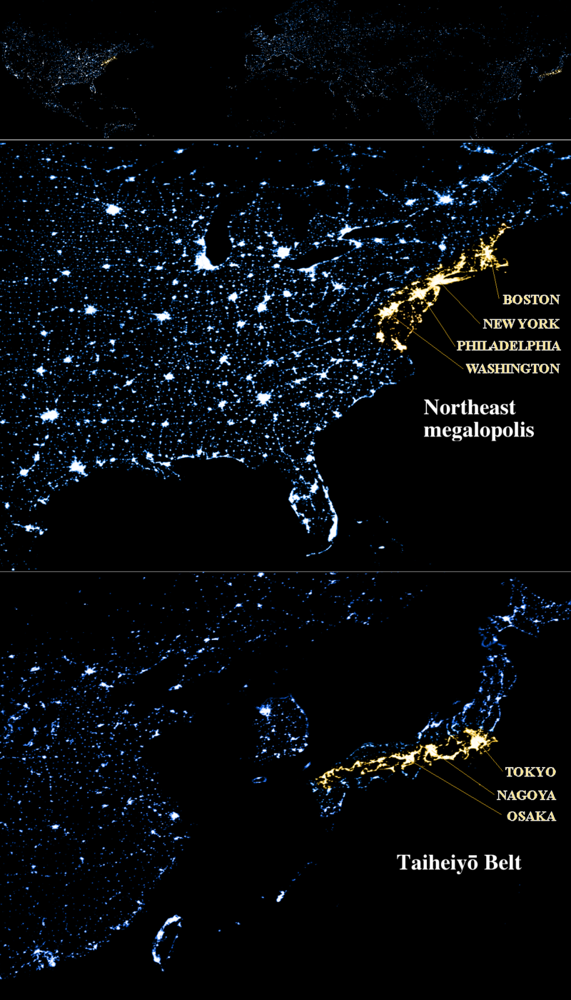 BOSTON
NEW YORK
PHILADELPHIA
WASHINGTON
Northeast
megalopolis
TOKYO
NAGOYA
OSAKA
Taiheiyō Belt